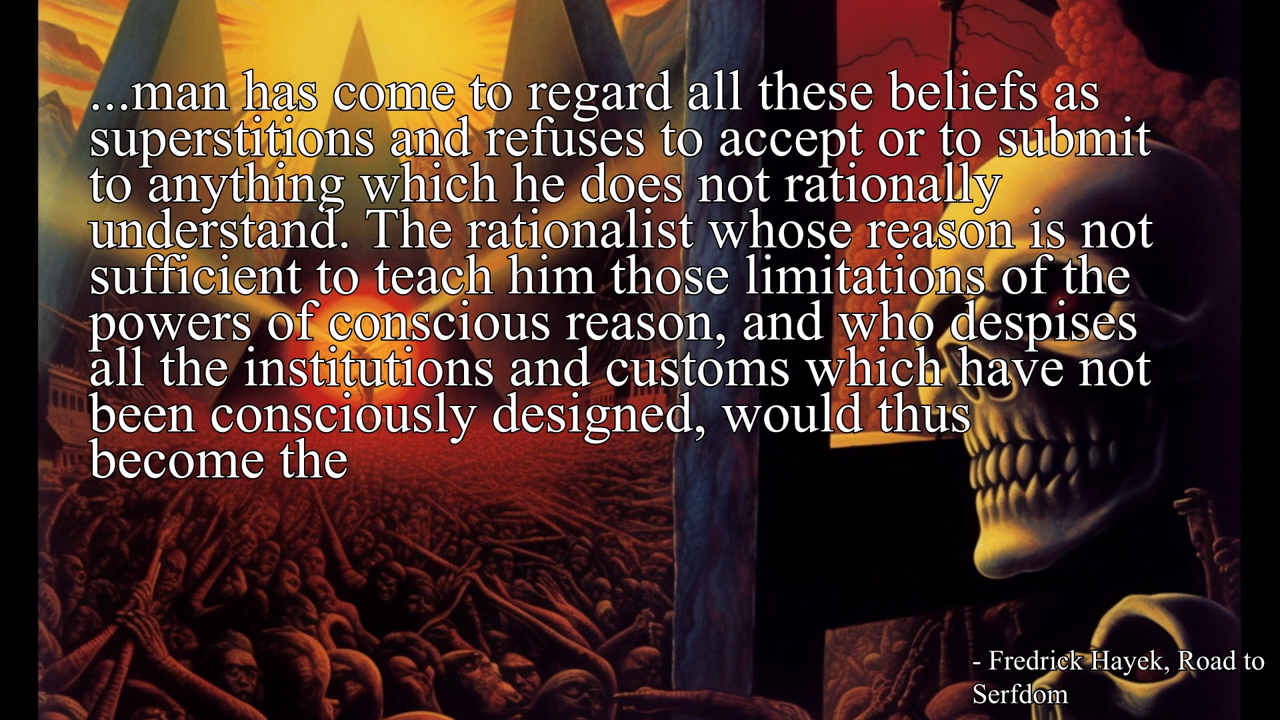 ...man has come to regard all these beliefs as
superstitions and refuses to accept or to submit
to anything which he does not rationally
understand. The rationalist whose reason is not
sufficient to teach him those limitations of the
powers of conscious reason, and who despises
all the institutions and customs which have not
been consciously designed, would thus
become the
- Fredrick Hayek, Road to
Serfdom